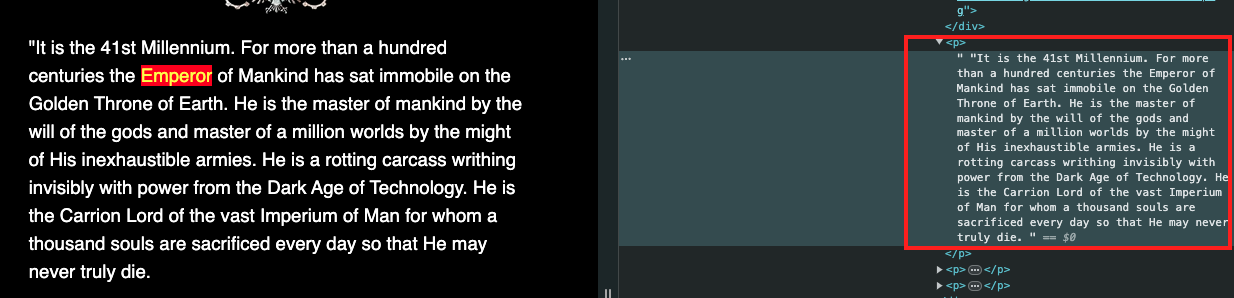 "It is the 41st Millennium. For more than a hundred
centuries the Emperor of Mankind has sat immobile on the
Golden Throne of Earth. He is the master of mankind by the
will of the gods and master of a million worlds by the might
of His inexhaustible armies. He is a rotting carcass writhing
invisibly with power from the Dark Age of Technology. He is
the Carrion Lord of the vast Imperium of Man for whom a
thousand souls are sacrificed every day so that He may
never truly die.
g">
</div>
▼<p>
" "It is the 41st Millennium. For more
than a hundred centuries the Emperor of
Mankind has sat immobile on the Golden
Throne of Earth. He is the master of
mankind by the will of the gods and
master of a million worlds by the might
of His inexhaustible armies. He is a
rotting carcass writhing invisibly with
power from the Dark Age of Technology. He
is the Carrion Lord of the vast Imperium
of Man for whom a thousand souls are
sacrificed every day so that He may never
truly die. " == $0
</p>
▶<p>…</p>
▶<p>…</p>